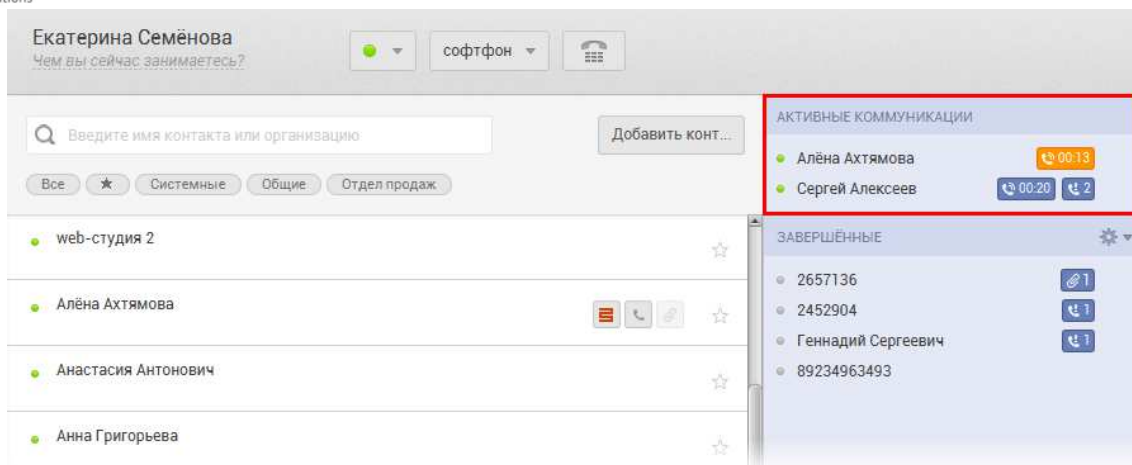 Екатерина Семёнова
Чем вы сейчас занимаетесь?
софтфон
Введите имя контакта или организацию
Добавить конт...
Все
Системные
Общие
Отдел продаж
web-студия 2
Алёна Ахтямова
Анастасия Антонович
Анна Григорьева
АКТИВНЫЕ КОММУНИКАЦИИ
Алёна Ахтямова 00:13
Сергей Алексеев 00:20 2
ЗАВЕРШЁННЫЕ
2657136 1
2452904 1
Геннадий Сергеевич 1
89234963493